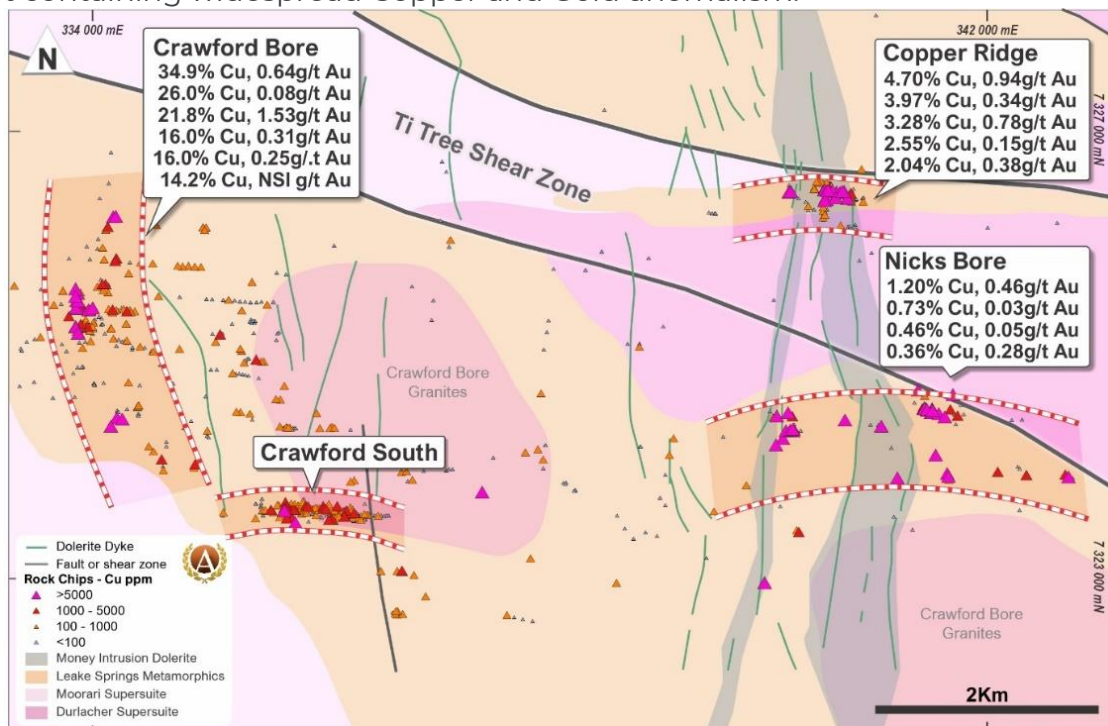 containing widespread Copper and Gold anomalism.
334 000 mE
342 000 mE
N
Crawford Bore
34.9% Cu, 0.64g/t Au
26.0% Cu, 0.08g/t Au
21.8% Cu, 1.53g/t Au
16.0% Cu, 0.31g/t Au
16.0% Cu, 0.25g/.t Au
14.2% Cu, NSI g/t Au
Copper Ridge
4.70% Cu, 0.94g/t Au
3.97% Cu, 0.34g/t Au
3.28% Cu, 0.78g/t Au
2.55% Cu, 0.15g/t Au
2.04% Cu, 0.38g/t Au
7 327 000 mN
Ti Tree Shear Zone
Nicks Bore
1.20% Cu, 0.46g/t Au
0.73% Cu, 0.03g/t Au
0.46% Cu, 0.05g/t Au
0.36% Cu, 0.28g/t Au
Crawford Bore
Granites
Crawford South
7 323 000 mN
Dolerite Dyke
Fault or shear zone
Rock Chips - Cu ppm
>5000
1000 - 5000
100 - 1000
<100
Money Intrusion Dolerite
Leake Springs Metamorphics
Moorari Supersuite
Durlacher Supersuite
A
Crawford Bore
Granites
2Km